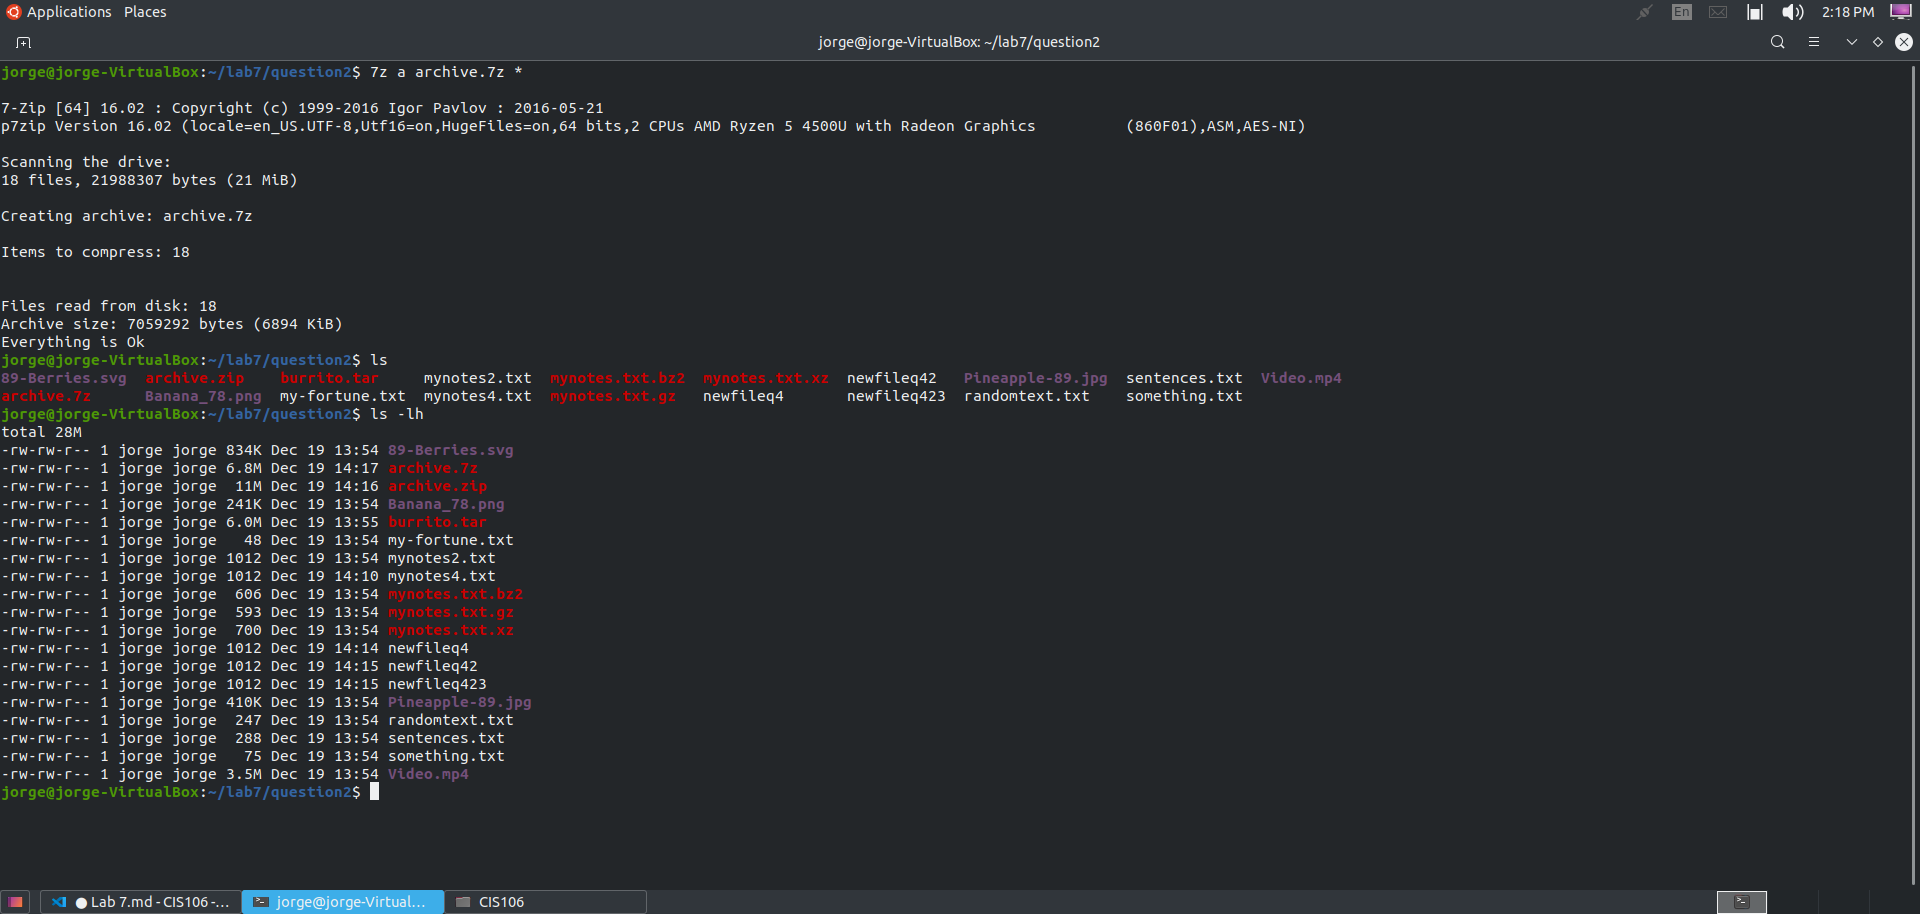 Applications Places
En 2:18 PM
jorge@jorge-VirtualBox: ~/lab7/question2
jorge@jorge-VirtualBox:~/lab7/question2$ 7z a archive.7z *
7-Zip [64] 16.02 : Copyright (c) 1999-2016 Igor Pavlov : 2016-05-21
p7zip Version 16.02 (locale=en_US.UTF-8,Utf16=on,HugeFiles=on,64 bits,2 CPUs AMD Ryzen 5 4500U with Radeon Graphics          (860F01),ASM,AES-NI)
Scanning the drive:
18 files, 21988307 bytes (21 MiB)
Creating archive: archive.7z
Items to compress: 18
Files read from disk: 18
Archive size: 7059292 bytes (6894 KiB)
Everything is Ok
jorge@jorge-VirtualBox:~/lab7/question2$ ls
89-Berries.svg  archive.zip    burrito.tar     mynotes2.txt  mynotes.txt.bz2  mynotes.txt.xz  newfileq42   Pineapple-89.jpg  sentences.txt  Video.mp4
archive.7z      Banana_78.png  my-fortune.txt  mynotes4.txt  mynotes.txt.gz   newfileq4       newfileq423  randomtext.txt    something.txt
jorge@jorge-VirtualBox:~/lab7/question2$ ls -lh
total 28M
-rw-rw-r-- 1 jorge jorge 834K Dec 19 13:54 89-Berries.svg
-rw-rw-r-- 1 jorge jorge 6.8M Dec 19 14:17 archive.7z
-rw-rw-r-- 1 jorge jorge  11M Dec 19 14:16 archive.zip
-rw-rw-r-- 1 jorge jorge 241K Dec 19 13:54 Banana_78.png
-rw-rw-r-- 1 jorge jorge 6.0M Dec 19 13:55 burrito.tar
-rw-rw-r-- 1 jorge jorge   48 Dec 19 13:54 my-fortune.txt
-rw-rw-r-- 1 jorge jorge 1012 Dec 19 13:54 mynotes2.txt
-rw-rw-r-- 1 jorge jorge 1012 Dec 19 14:10 mynotes4.txt
-rw-rw-r-- 1 jorge jorge  606 Dec 19 13:54 mynotes.txt.bz2
-rw-rw-r-- 1 jorge jorge  593 Dec 19 13:54 mynotes.txt.gz
-rw-rw-r-- 1 jorge jorge  700 Dec 19 13:54 mynotes.txt.xz
-rw-rw-r-- 1 jorge jorge 1012 Dec 19 14:14 newfileq4
-rw-rw-r-- 1 jorge jorge 1012 Dec 19 14:15 newfileq42
-rw-rw-r-- 1 jorge jorge 1012 Dec 19 14:15 newfileq423
-rw-rw-r-- 1 jorge jorge 410K Dec 19 13:54 Pineapple-89.jpg
-rw-rw-r-- 1 jorge jorge  247 Dec 19 13:54 randomtext.txt
-rw-rw-r-- 1 jorge jorge  288 Dec 19 13:54 sentences.txt
-rw-rw-r-- 1 jorge jorge   75 Dec 19 13:54 something.txt
-rw-rw-r-- 1 jorge jorge 3.5M Dec 19 13:54 Video.mp4
jorge@jorge-VirtualBox:~/lab7/question2$
● Lab 7.md - CIS106 -... jorge@jorge-Virtual... CIS106